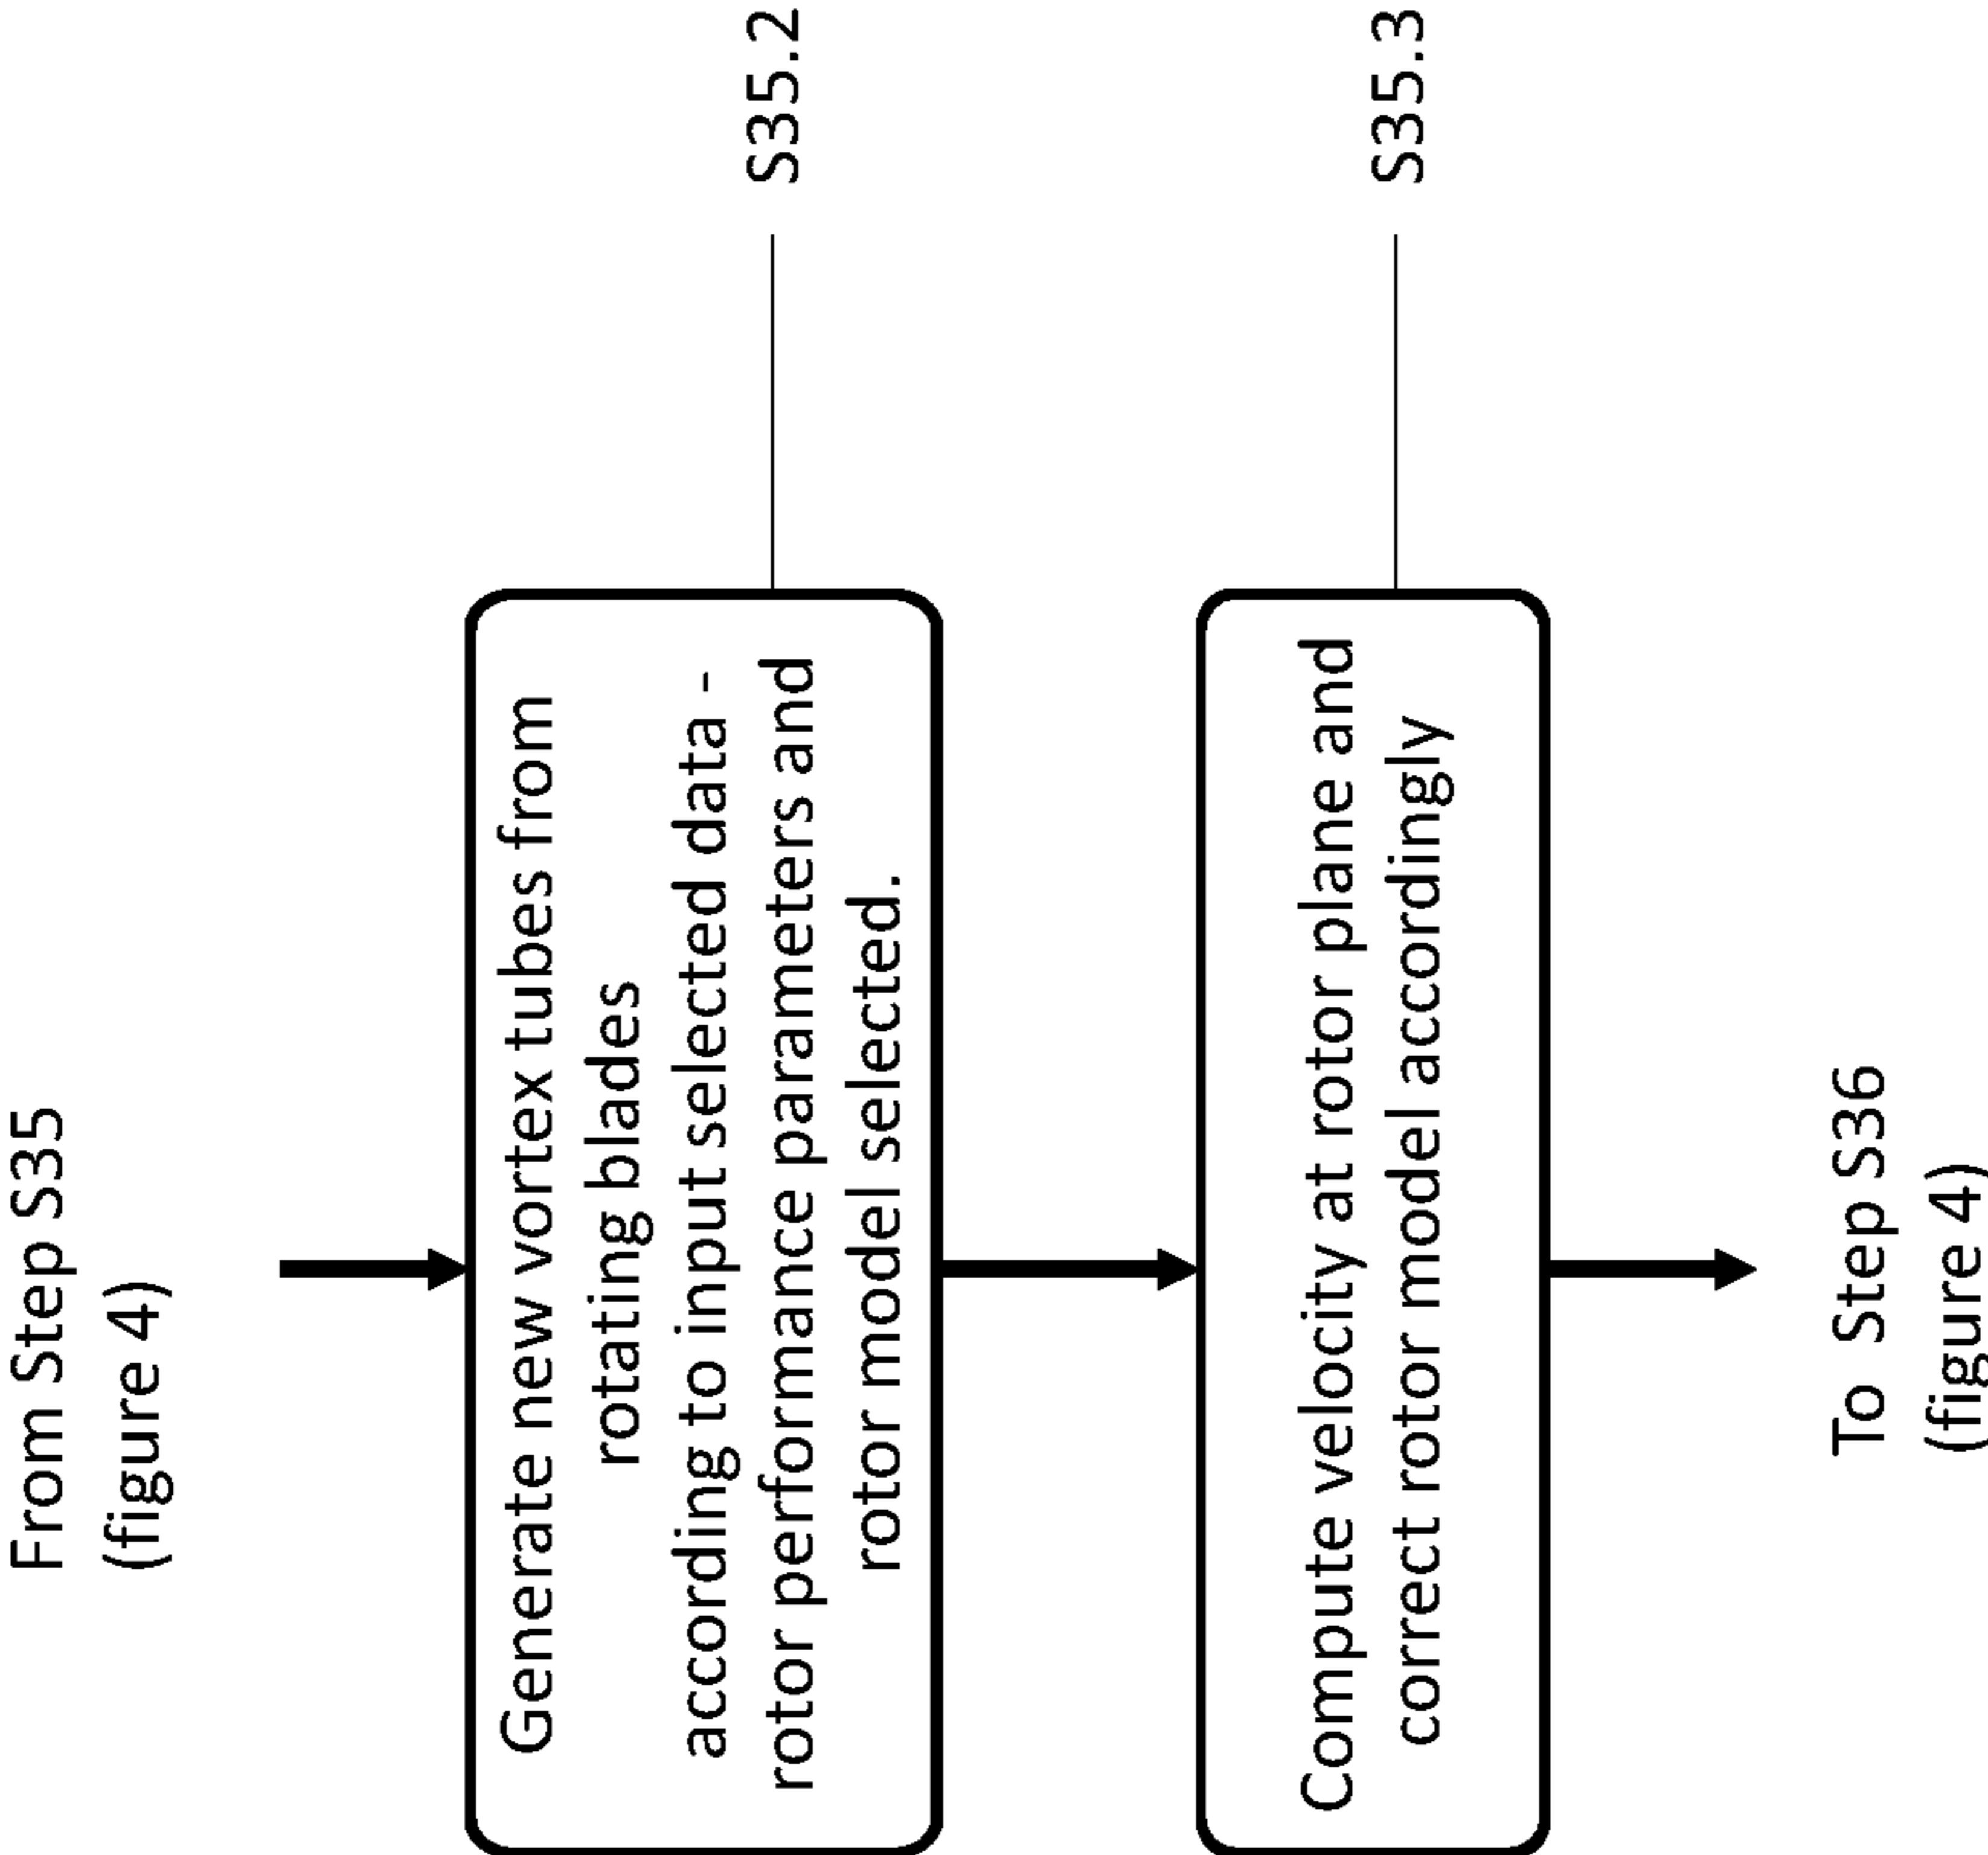 From Step S35
(figure 4)
Generate new vortex tubes from
rotating blades
according to input selected data -
rotor performance parameters and
rotor model selected.
S35.2
Compute velocity at rotor plane and
correct rotor model accordingly
S35.3
To Step S36
(figure 4)